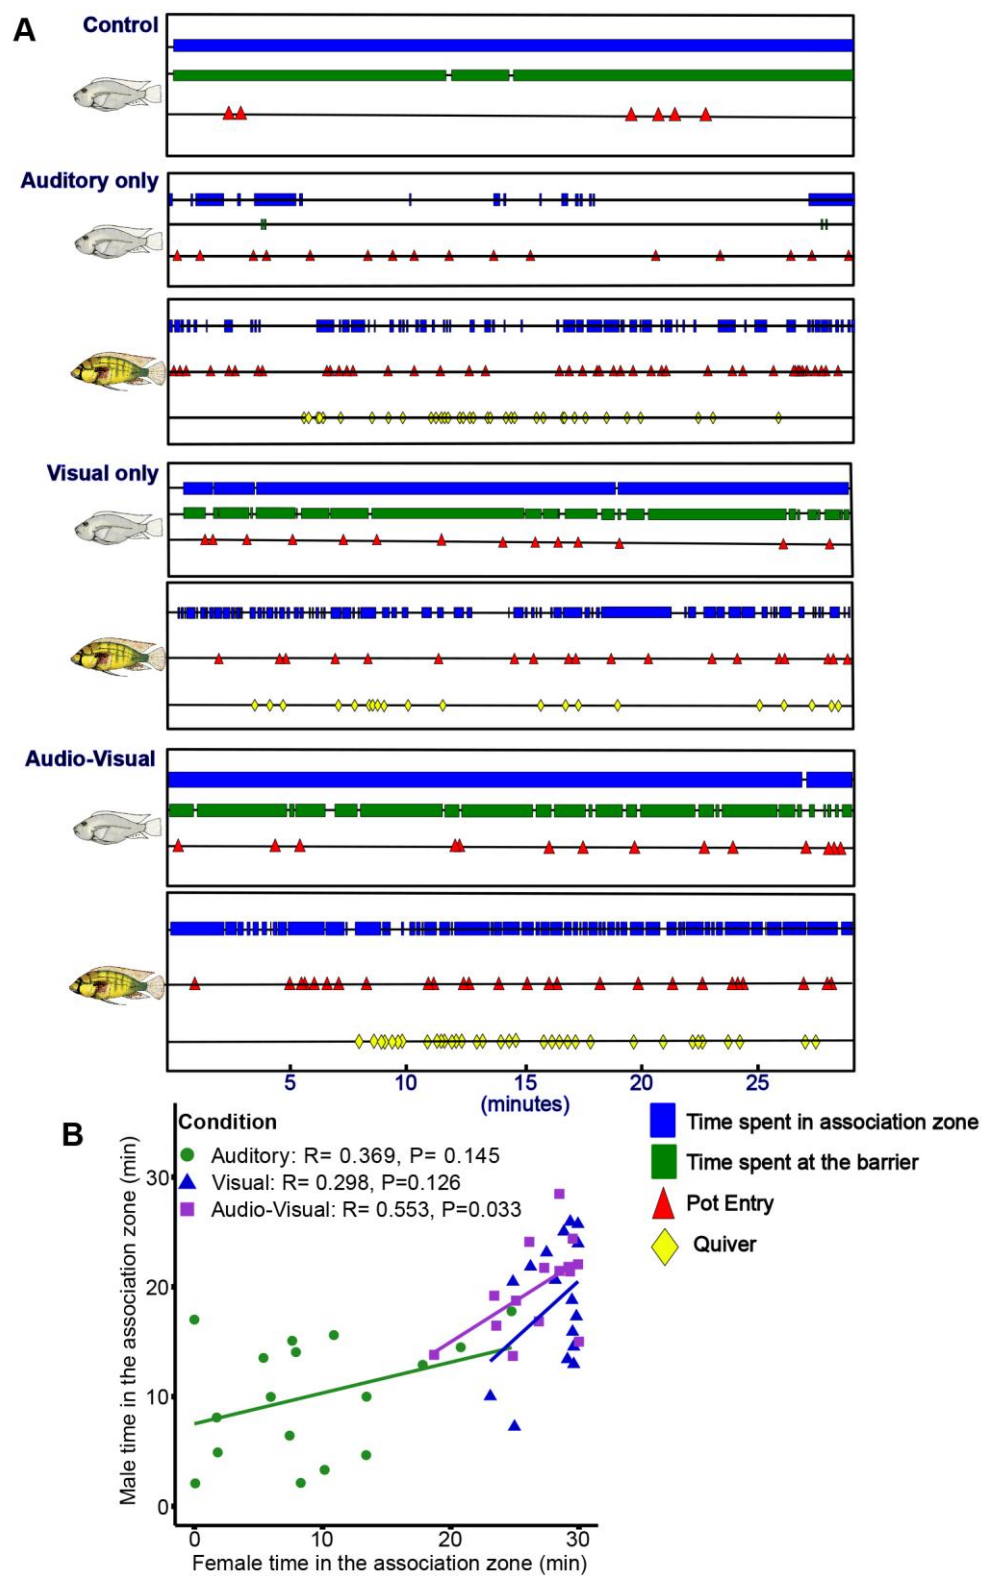 A
Control
Auditory only
Visual only
Audio-Visual
5 10 15 20 25
(minutes)
B
Condition
Auditory: R= 0.369, P= 0.145
Visual: R= 0.298, P=0.126
Audio-Visual: R= 0.553, P=0.033
Male time in the association zone (min)
30
20
10
0
0 10 20 30
Female time in the association zone (min)
Time spent in association zone
Time spent at the barrier
Pot Entry
Quiver